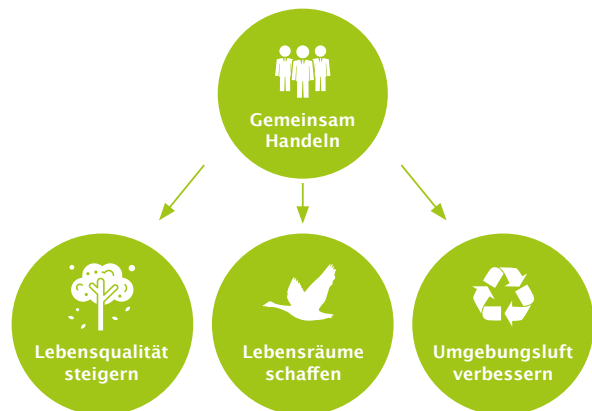 Gemeinsam
Handeln
Lebensqualität
steigern
Lebensräume
schaffen
Umgebungsluft
verbessern